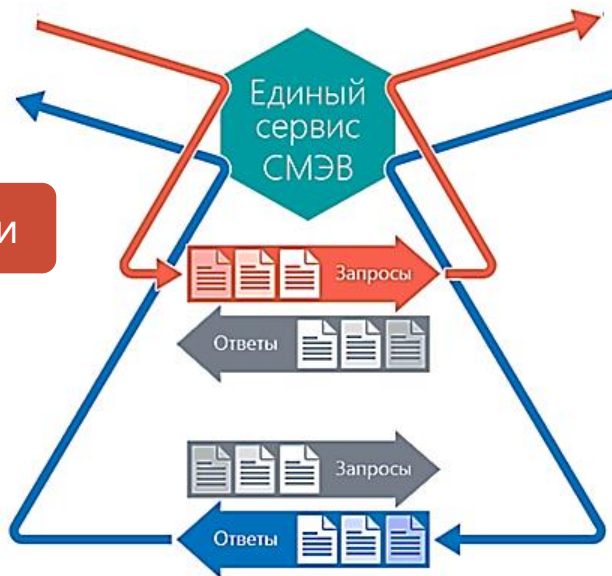 Единый
сервис
СМЭВ
и
Запросы
Ответы
Запросы
Ответы